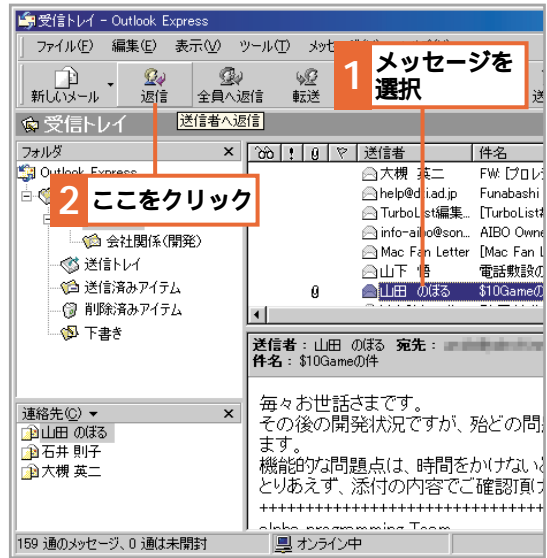 受信トレイ - Outlook Express
ファイル(F) 編集(E) 表示(V) ツール(T)
1 メッセージを
選択
新しいメール 返信 全員へ返信 転送
受信トレイ
送信者へ返信
フォルダ ×
! 送信者 件名
Outlook Express
2 ここをクリック
会社関係(開発)
送信トレイ
送信済みアイテム
削除済みアイテム
下書き
大槻 英二 FW: [プロレ
help@d i.ad.jp Funabashi
TurboList編集... [TurboList
info-aibo@son... AIBO Owne
Mac Fan Letter [Mac Fan L
山下 悟 電話敷設の
山田 のぼる $10Gameの
送信者: 山田 のぼる 宛先:
件名: $10Gameの件
毎々お世話さまです。
その後の開発状況ですが、殆どの問
ます。
機能的な問題点は、時間をかけない
とりあえず、添付の内容でご確認頂
++++++++++++++++++++++++++++++
alpha programming Team
連絡先(C) ▼ ×
山田 のぼる
石井 則子
大槻 英二
159 通のメッセージ、0 通は未開封 オンライン中